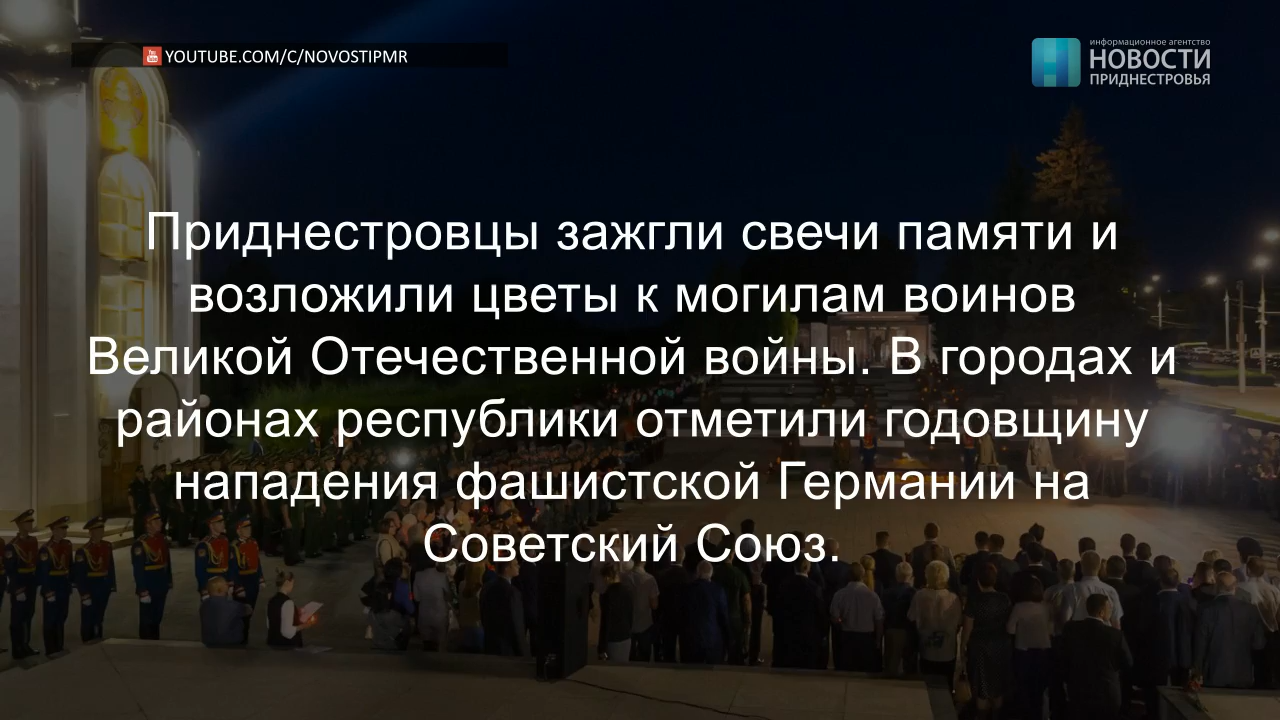 YOUTUBE.COM/C/NOVOSTIPMR
информационное агентство
НОВОСТИ
ПРИДНЕСТРОВЬЯ
Приднестровцы зажгли свечи памяти и
возложили цветы к могилам воинов
Великой Отечественной войны. В городах и
районах республики отметили годовщину
нападения фашистской Германии на
Советский Союз.